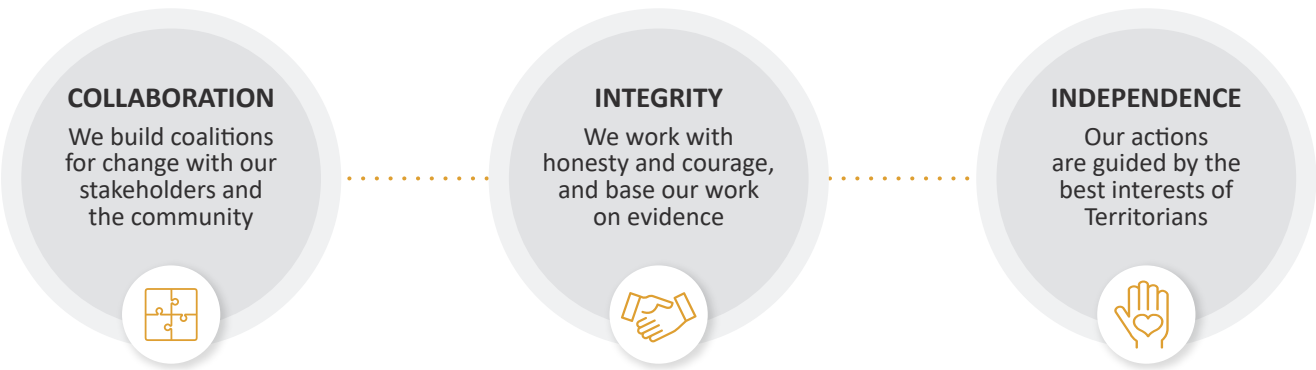 COLLABORATION
We build coalitions
for change with our
stakeholders and
the community
INTEGRITY
We work with
honesty and courage,
and base our work
on evidence
INDEPENDENCE
Our actions
are guided by the
best interests of
Territorians